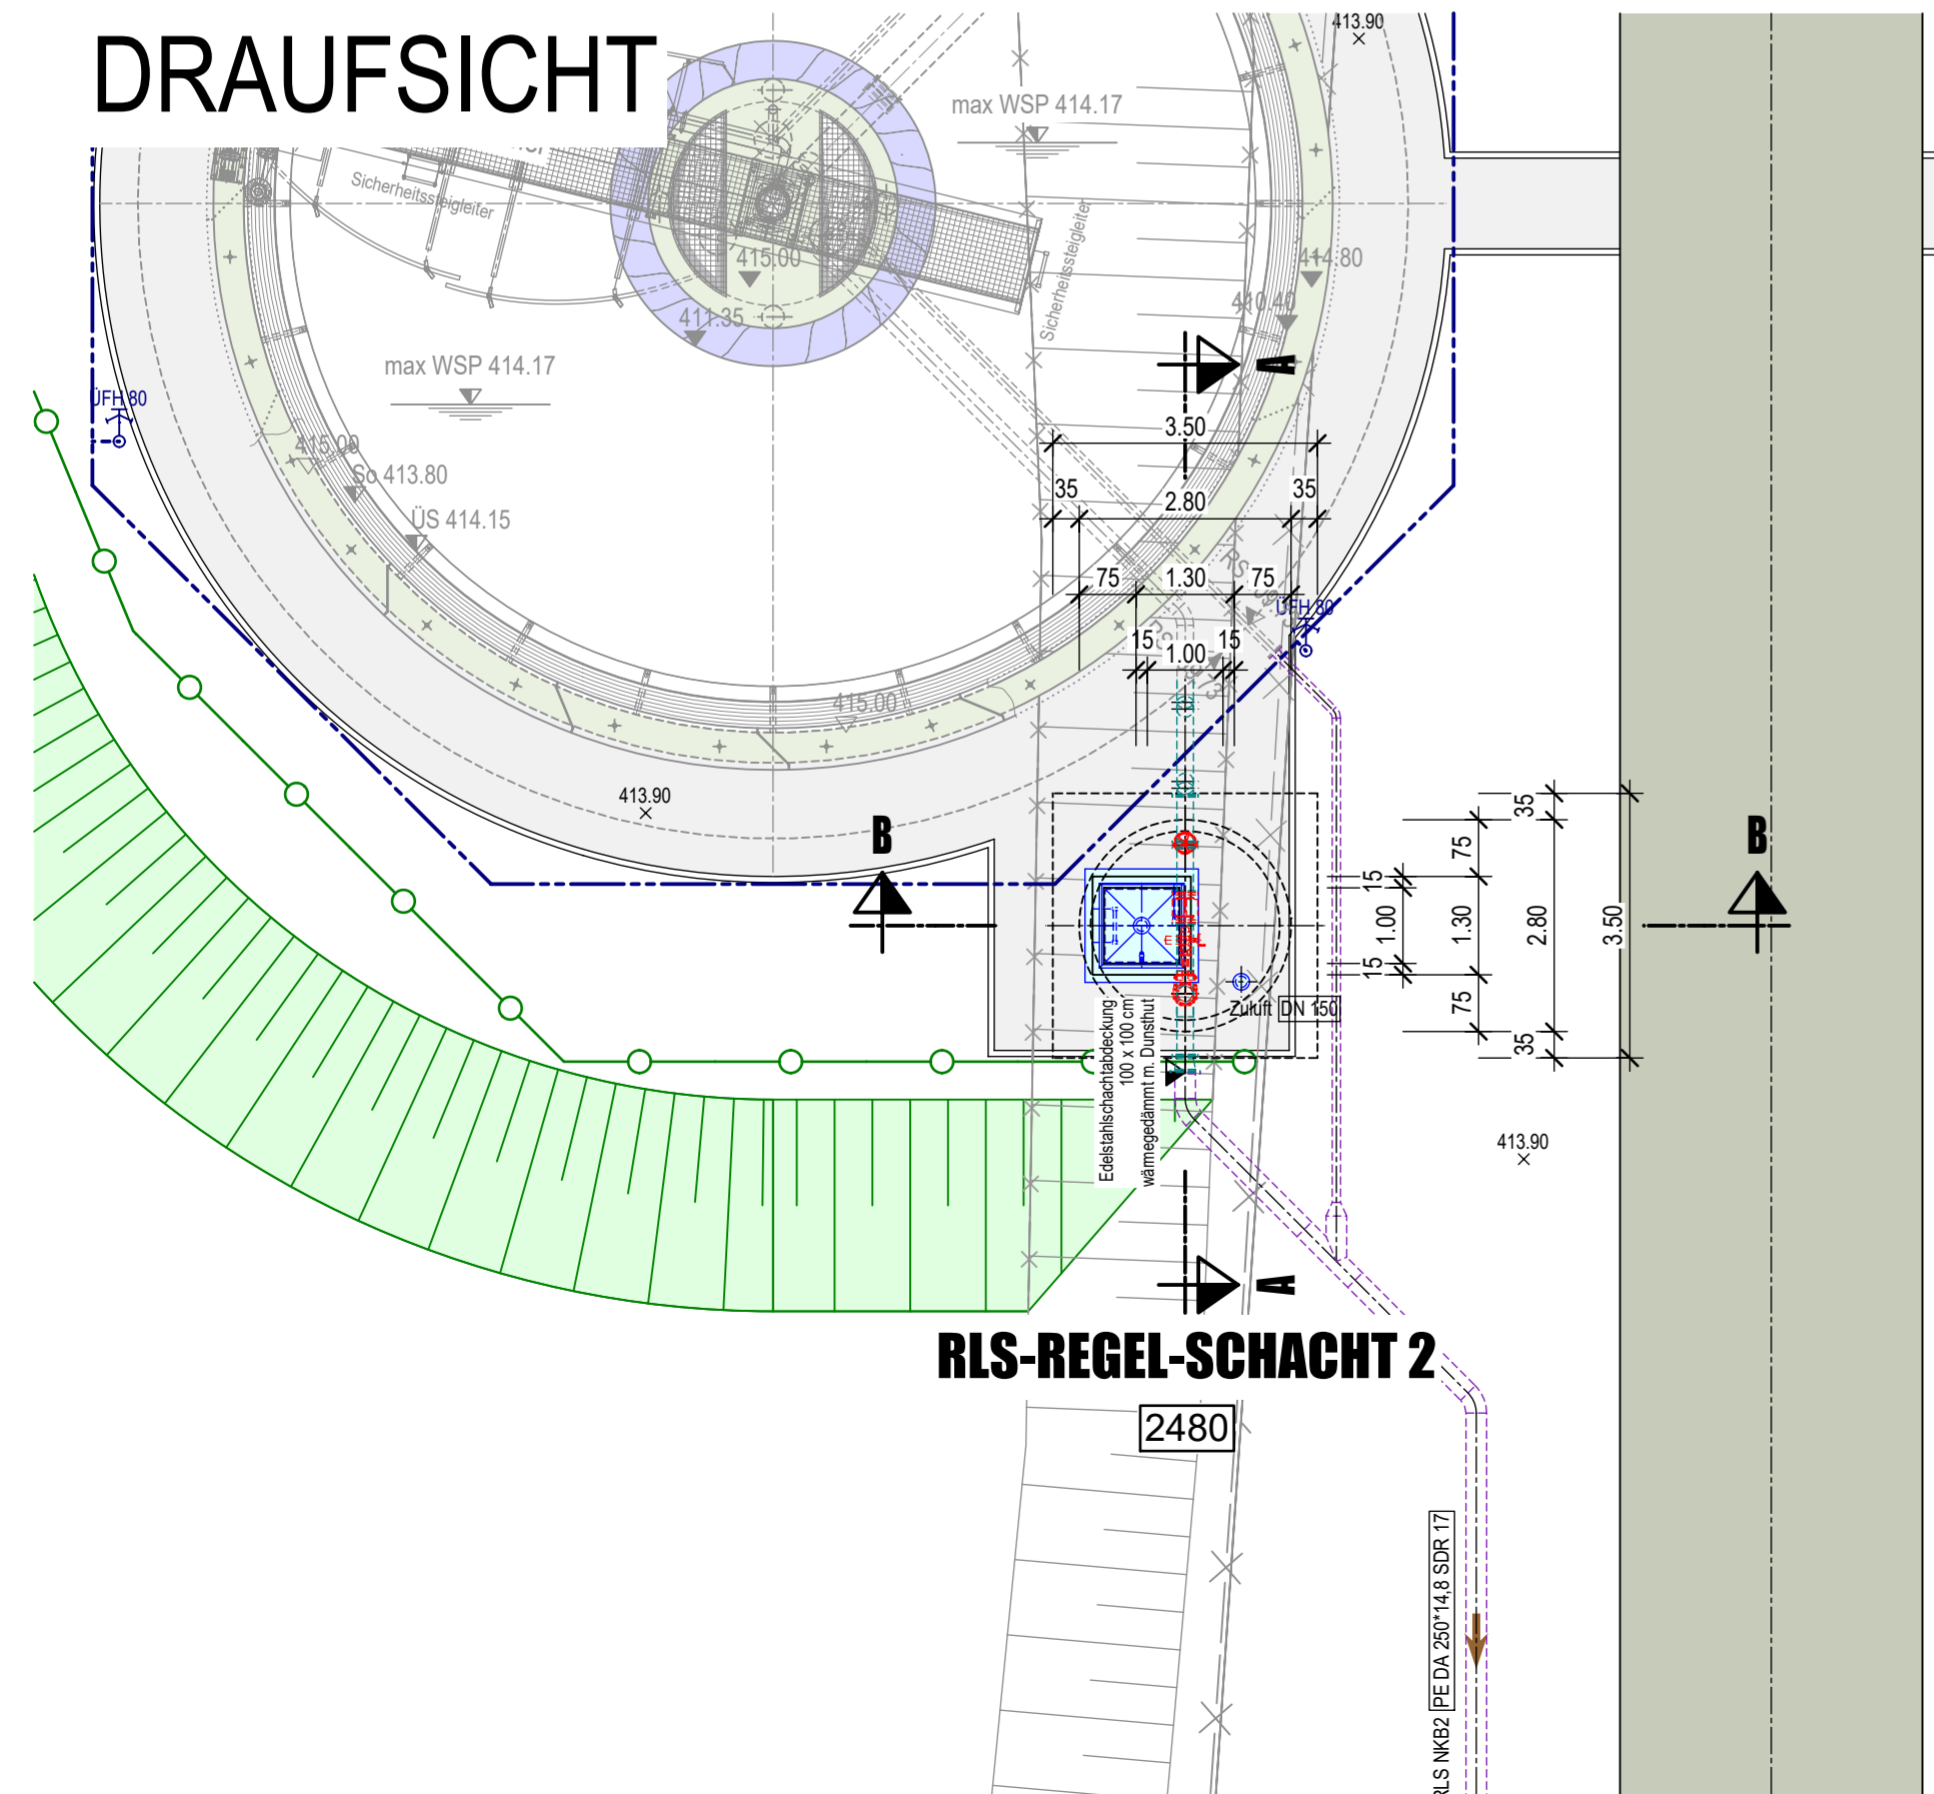 DRAUFSICHT
413.90
max WSP 414.17
Sicherheitssteigleiter
Sicherheitssteigleiter
415.00
414.80
411.35
410.40
max WSP 414.17
A
ÜFH 80
3.50
415.00
So 413.80
35
2.80
35
ÜS 414.15
75
1.30
75
ÜFH 80
15
1.00
15
415.00
413.90
B
B
35
75
15
1.00
1.30
2.80
3.50
15
75
35
Zuluft DN 150
Edelstahlschachtabdeckung
100 x 100 cm
wärmegedämmt m. Dunsthut
413.90
A
RLS-REGEL-SCHACHT 2
2480
RLS NKB2 PE DA 250*14,8 SDR 17